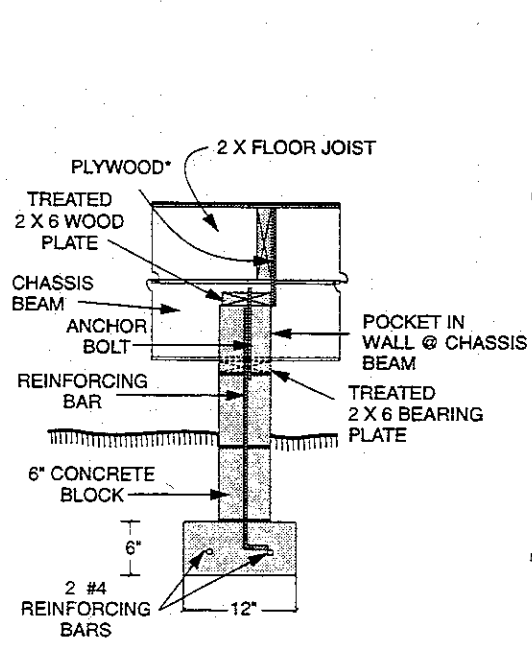 2 X FLOOR JOIST
PLYWOOD*
TREATED
2 X 6 WOOD
PLATE
CHASSIS
BEAM
ANCHOR
BOLT
POCKET IN
WALL @ CHASSIS
BEAM
REINFORCING
BAR
TREATED
2 X 6 BEARING
PLATE
6" CONCRETE
BLOCK
6"
2 #4
REINFORCING
BARS
12"